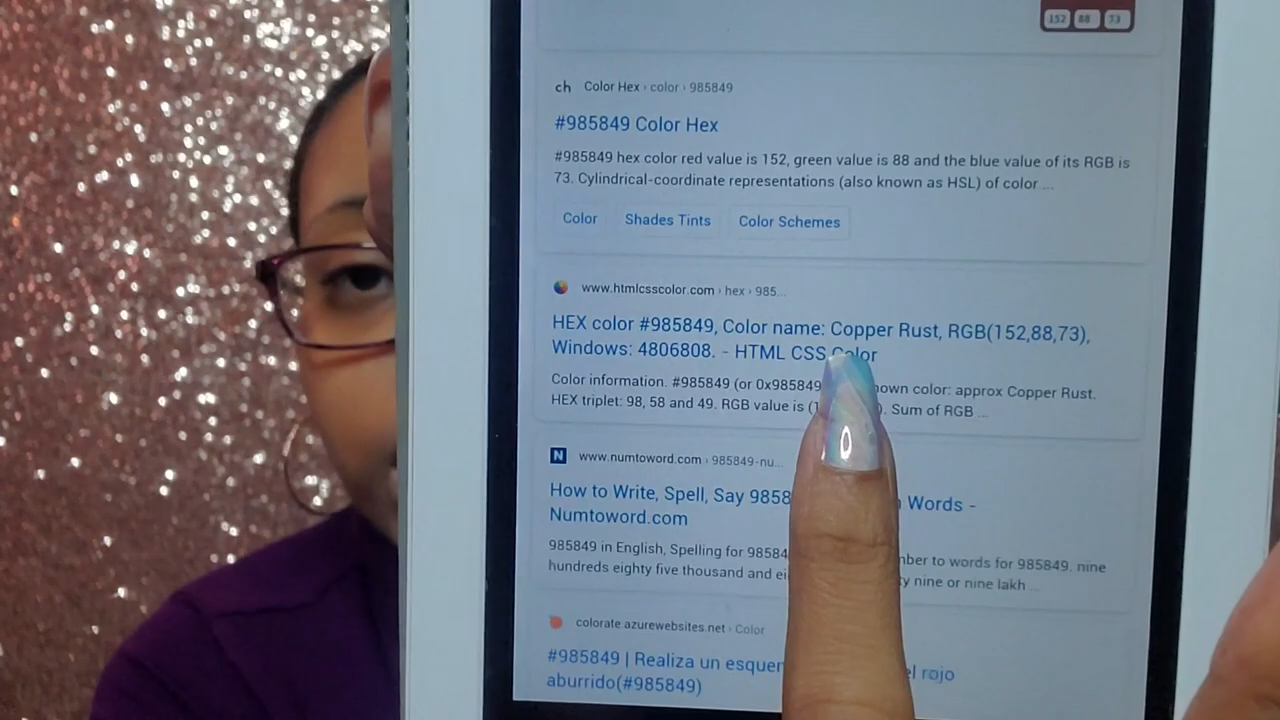 152 88 73
ch Color Hex › color › 985849
#985849 Color Hex
#985849 hex color red value is 152, green value is 88 and the blue value of its RGB is
73. Cylindrical-coordinate representations (also known as HSL) of color ...
Color Shades Tints Color Schemes
www.htmlcsscolor.com › hex › 985...
HEX color #985849, Color name: Copper Rust, RGB(152,88,73),
Windows: 4806808. - HTML CSS Color
Color information. #985849 (or 0x985849 color: approx Copper Rust.
HEX triplet: 98, 58 and 49. RGB value is ( ). Sum of RGB ...
N www.numtoword.com › 985849-nu...
How to Write, Spell, Say 9858 Words -
Numtoword.com
985849 in English, Spelling for 98584 to words for 985849. nine
hundreds eighty five thousand and nine or nine lakh ...
colorate.azurewebsites.net › Color
#985849 | Realiza un rojo
aburrido(#985849)